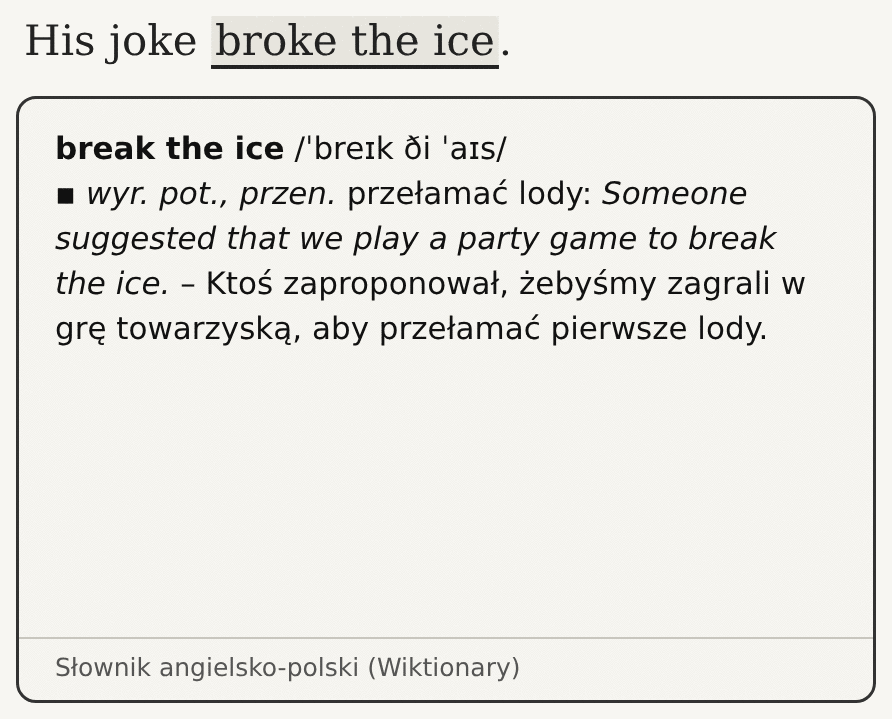 His joke broke the ice.
break the ice /ˈbreɪk ði ˈaɪs/
▪ wyr. pot., przen. przełamać lody: Someone
suggested that we play a party game to break
the ice. – Ktoś zaproponował, żebyśmy zagrali w
grę towarzyską, aby przełamać pierwsze lody.
Słownik angielsko-polski (Wiktionary)